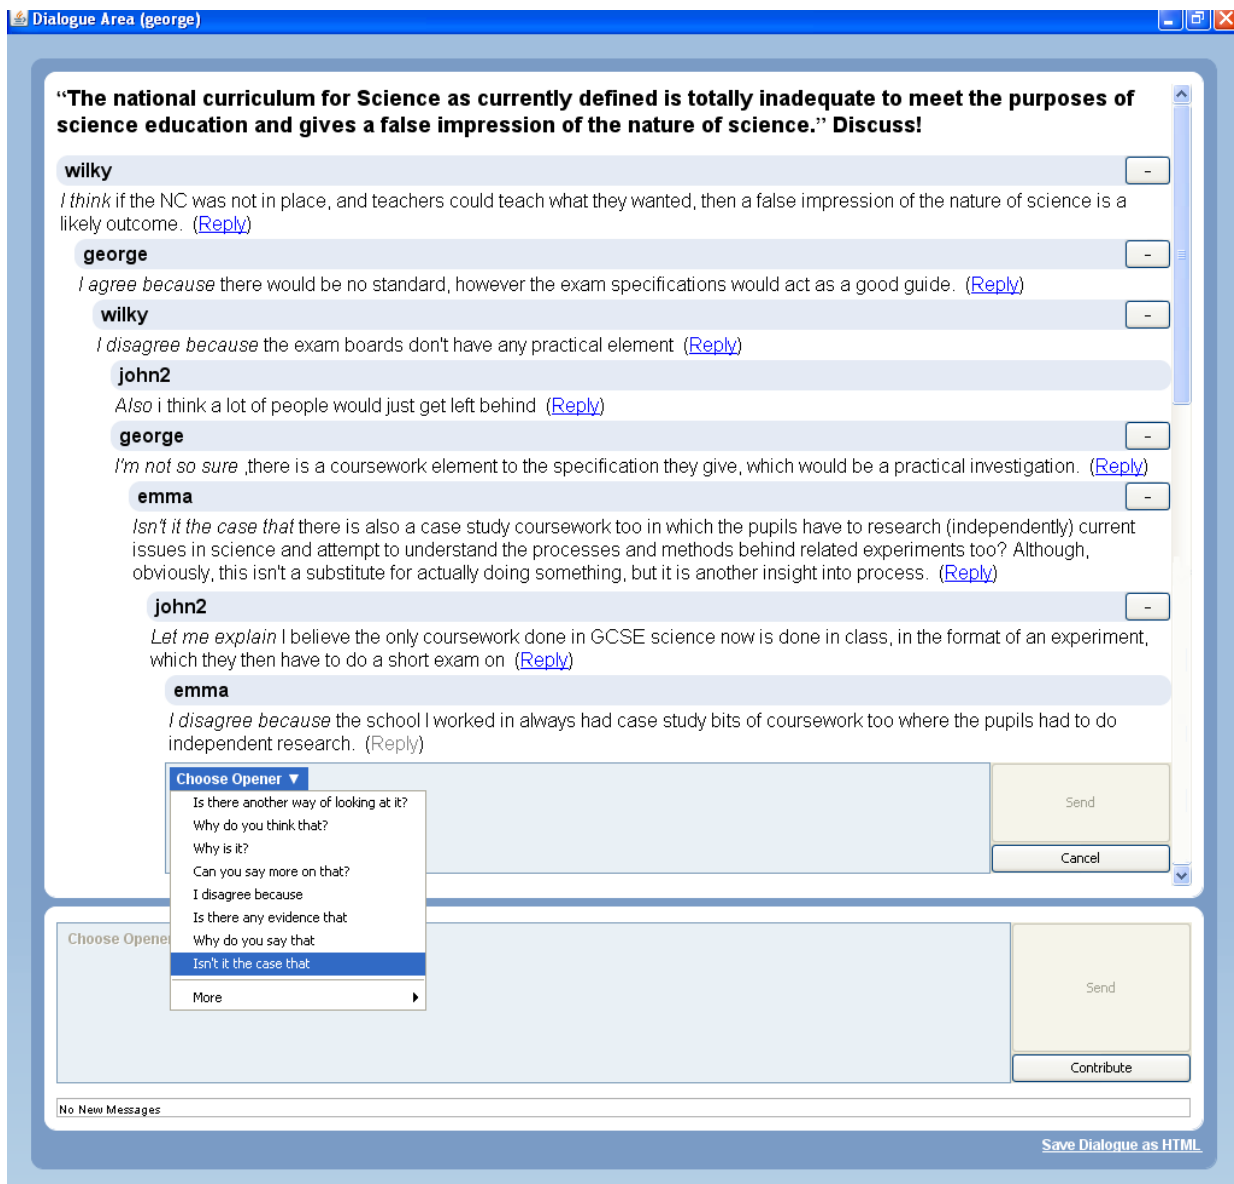 Dialogue Area (george)
“The national curriculum for Science as currently defined is totally inadequate to meet the purposes of
science education and gives a false impression of the nature of science.” Discuss!
wilky
I think if the NC was not in place, and teachers could teach what they wanted, then a false impression of the nature of science is a
likely outcome. (Reply)
george
I agree because there would be no standard, however the exam specifications would act as a good guide. (Reply)
wilky
I disagree because the exam boards don't have any practical element (Reply)
john2
Also i think a lot of people would just get left behind (Reply)
george
I'm not so sure ,there is a coursework element to the specification they give, which would be a practical investigation. (Reply)
emma
Isn't it the case that there is also a case study coursework too in which the pupils have to research (independently) current
issues in science and attempt to understand the processes and methods behind related experiments too? Although,
obviously, this isn't a substitute for actually doing something, but it is another insight into process. (Reply)
john2
Let me explain I believe the only coursework done in GCSE science now is done in class, in the format of an experiment,
which they then have to do a short exam on (Reply)
emma
I disagree because the school I worked in always had case study bits of coursework too where the pupils had to do
independent research. (Reply)
Choose Opener ▼
Is there another way of looking at it?
Why do you think that?
Why is it?
Can you say more on that?
I disagree because
Is there any evidence that
Why do you say that
Isn't it the case that
More
Send
Cancel
Choose Opene
Send
Contribute
No New Messages
Save Dialogue as HTML